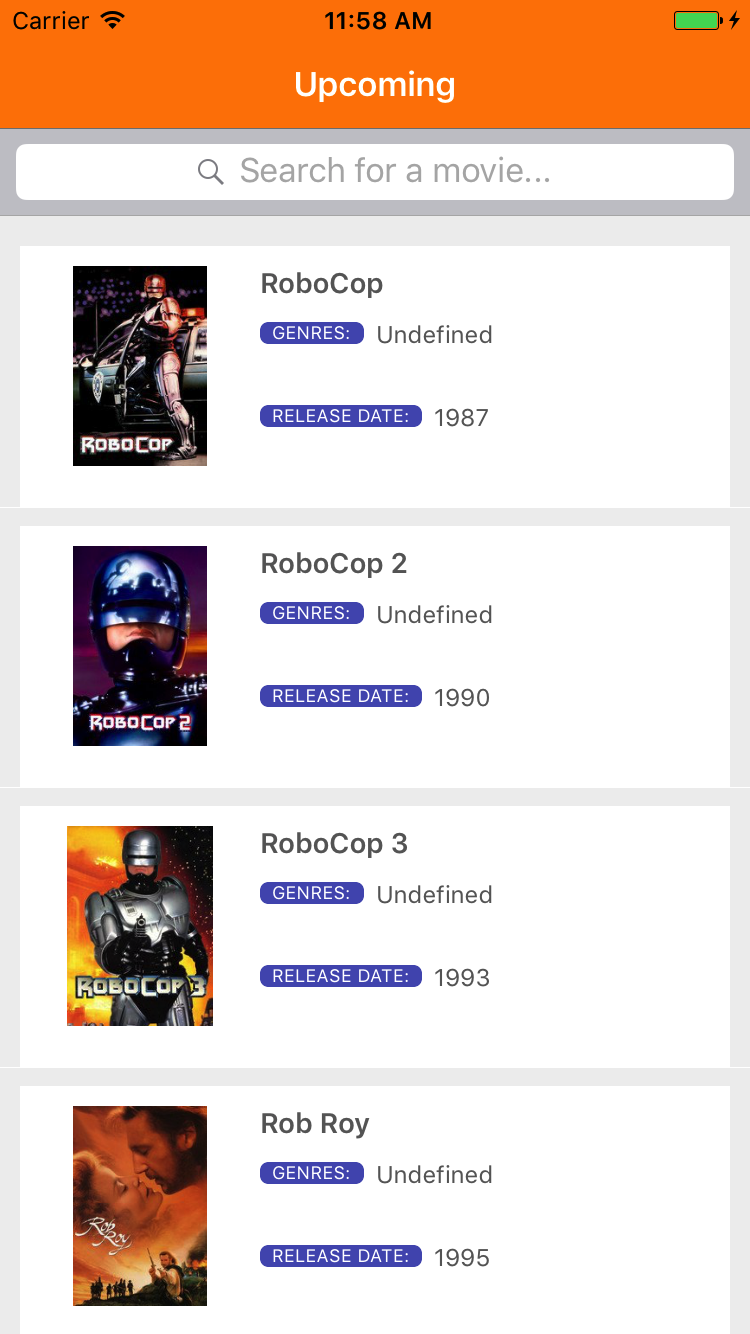 Carrier 11:58 AM
Upcoming
Search for a movie...
RoboCop
GENRES: Undefined
RELEASE DATE: 1987
ROBOCOP
RoboCop 2
GENRES: Undefined
RELEASE DATE: 1990
ROBOCOP 2
RoboCop 3
GENRES: Undefined
RELEASE DATE: 1993
ROBOCOP 3
Rob Roy
GENRES: Undefined
RELEASE DATE: 1995
Rob
Roy